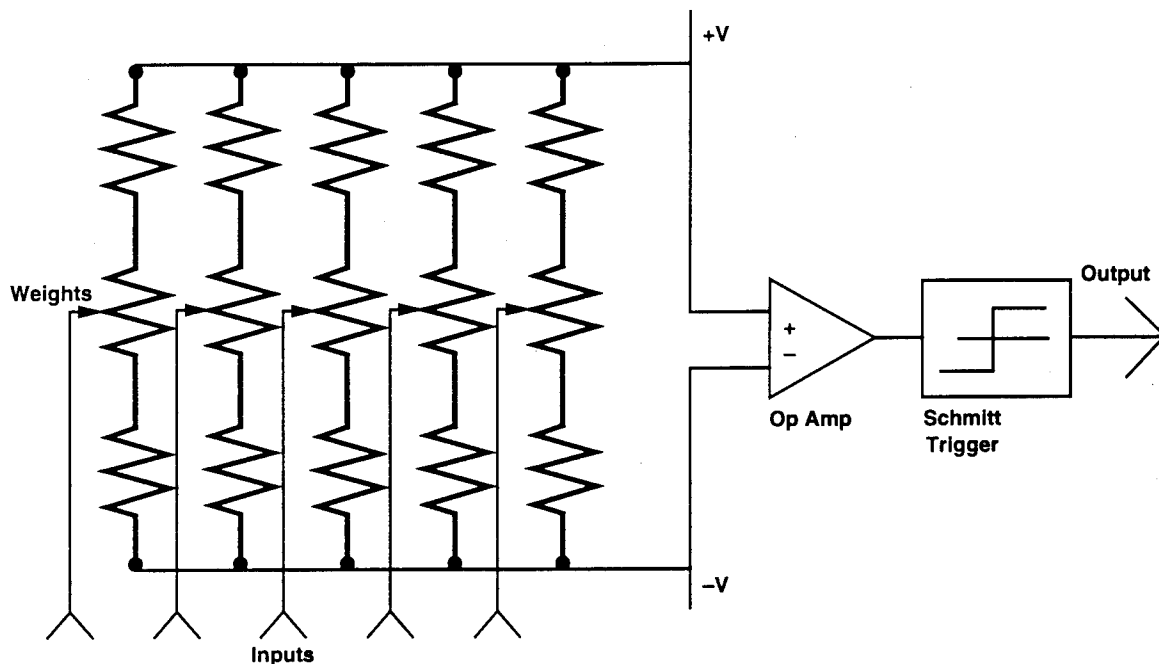 +V
Weights
Output
+
−
Op Amp
Schmitt
Trigger
−V
Inputs